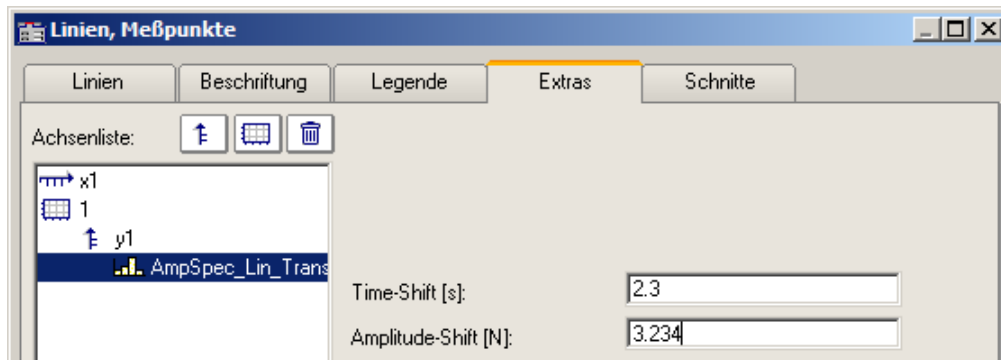 Linien, Meßpunkte
Linien Beschriftung Legende Extras Schnitte
Achsenliste:
x1
1
y1
AmpSpec_Lin_Trans
Time-Shift [s]: 2.3
Amplitude-Shift [N]: 3.234